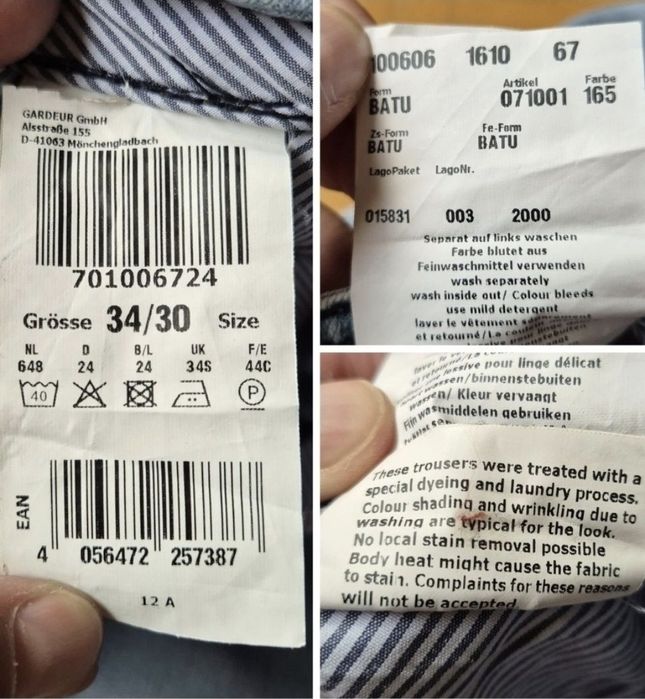 GARDEUR GmbH
Alsstraße 155
D-41063 Mönchengladbach
701006724
Grösse 34/30 Size
NL D B/L UK F/E
648 24 24 34S 44C
40 P
EAN
4 056472 257387
12 A
100606 1610 67
Form Artikel Farbe
BATU 071001 165
Zs-Form Fe-Form
BATU BATU
LagoPaket LagoNr.
015831 003 2000
Separat auf links waschen
Farbe blutet aus
Feinwaschmittel verwenden
wash separately
wash inside out/ Colour bleeds
use mild detergent
laver le vêtement
et retourné/La couleur
pour linge délicat
wassen/binnenstebuiten
wassen/ Kleur vervaagt
Fijn wasmiddelen gebruiken
These trousers were treated with a
special dyeing and laundry process.
Colour shading and wrinkling due to
washing are typical for the look.
No local stain removal possible
Body heat might cause the fabric
to stain. Complaints for these reasons
will not be accepted